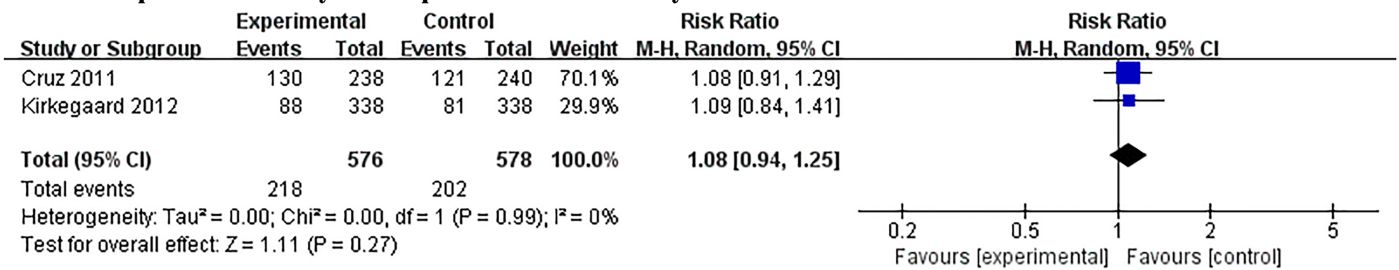 Experimental Control Risk Ratio Risk Ratio
Study or Subgroup Events Total Events Total Weight M-H, Random, 95% CI M-H, Random, 95% CI
Cruz 2011 130 238 121 240 70.1% 1.08 [0.91, 1.29]
Kirkegaard 2012 88 338 81 338 29.9% 1.09 [0.84, 1.41]
Total (95% CI) 576 578 100.0% 1.08 [0.94, 1.25]
Total events 218 202
Heterogeneity: Tau² = 0.00; Chi² = 0.00, df = 1 (P = 0.99); I² = 0%
Test for overall effect: Z = 1.11 (P = 0.27)
0.2 0.5 1 2 5
Favours [experimental] Favours [control]